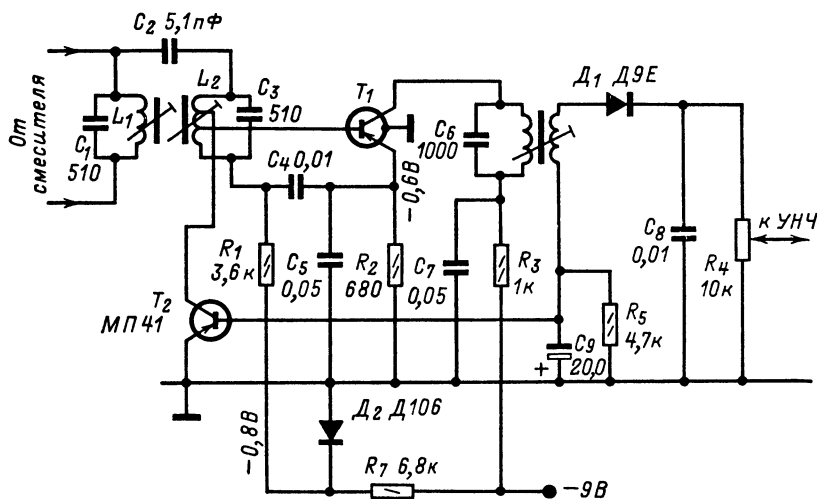 C₂ 5,1пФ
От смесителя
L₁
C₁
510
L₂
C₃
510
T₁
C₄ 0,01
−0,6В
C₆
1000
Д₁ Д9Е
R₁
3,6к
C₅
0,05
R₂
680
C₇
0,05
R₃
1к
C₈
0,01
R₄
10к
к УНЧ
T₂
МП41
R₅
4,7к
C₉
20,0
+
−0,8В
Д₂ Д106
R₇ 6,8к
−9В